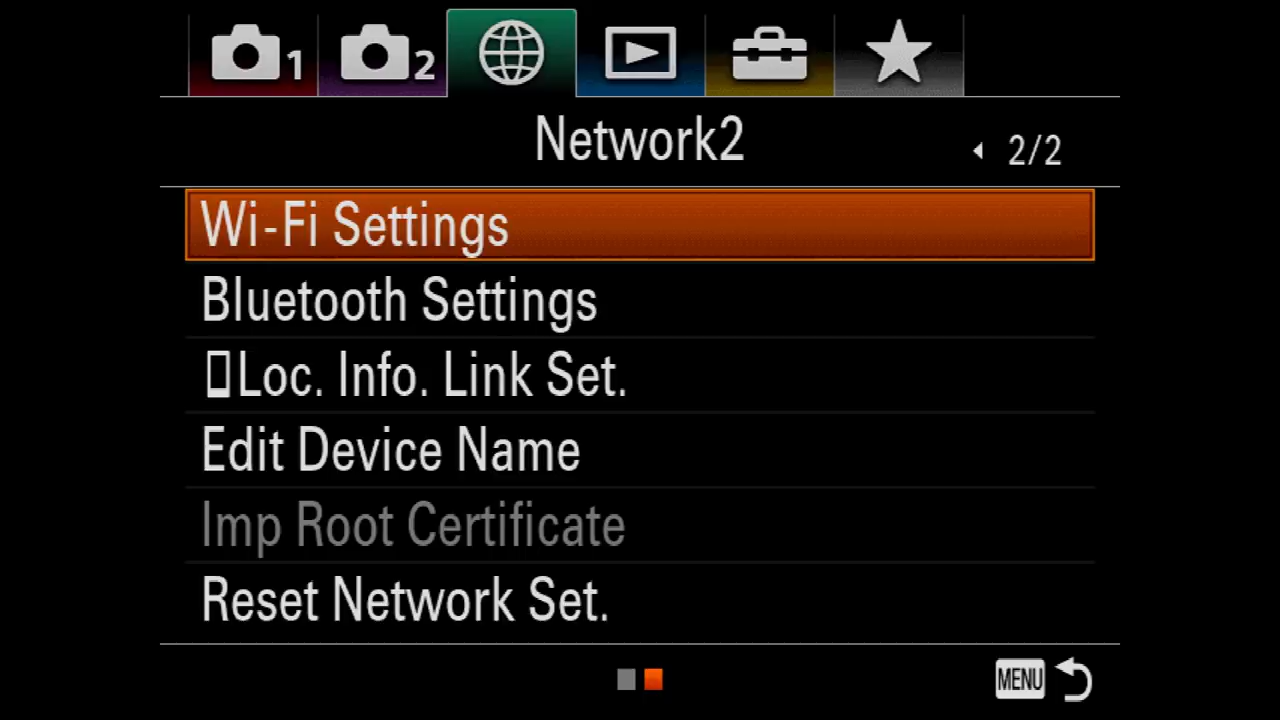 1 2
Network2
2/2
Wi-Fi Settings
Bluetooth Settings
Loc. Info. Link Set.
Edit Device Name
Imp Root Certificate
Reset Network Set.
MENU